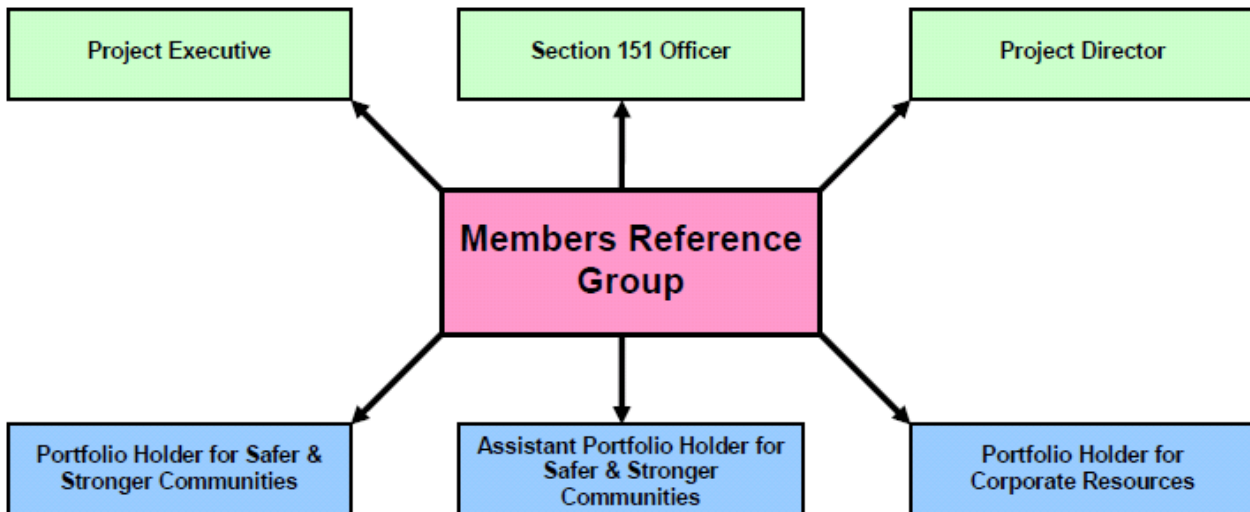 Project Executive
Section 151 Officer
Project Director
Members Reference
Group
Portfolio Holder for Safer &
Stronger Communities
Assistant Portfolio Holder for
Safer & Stronger
Communities
Portfolio Holder for
Corporate Resources